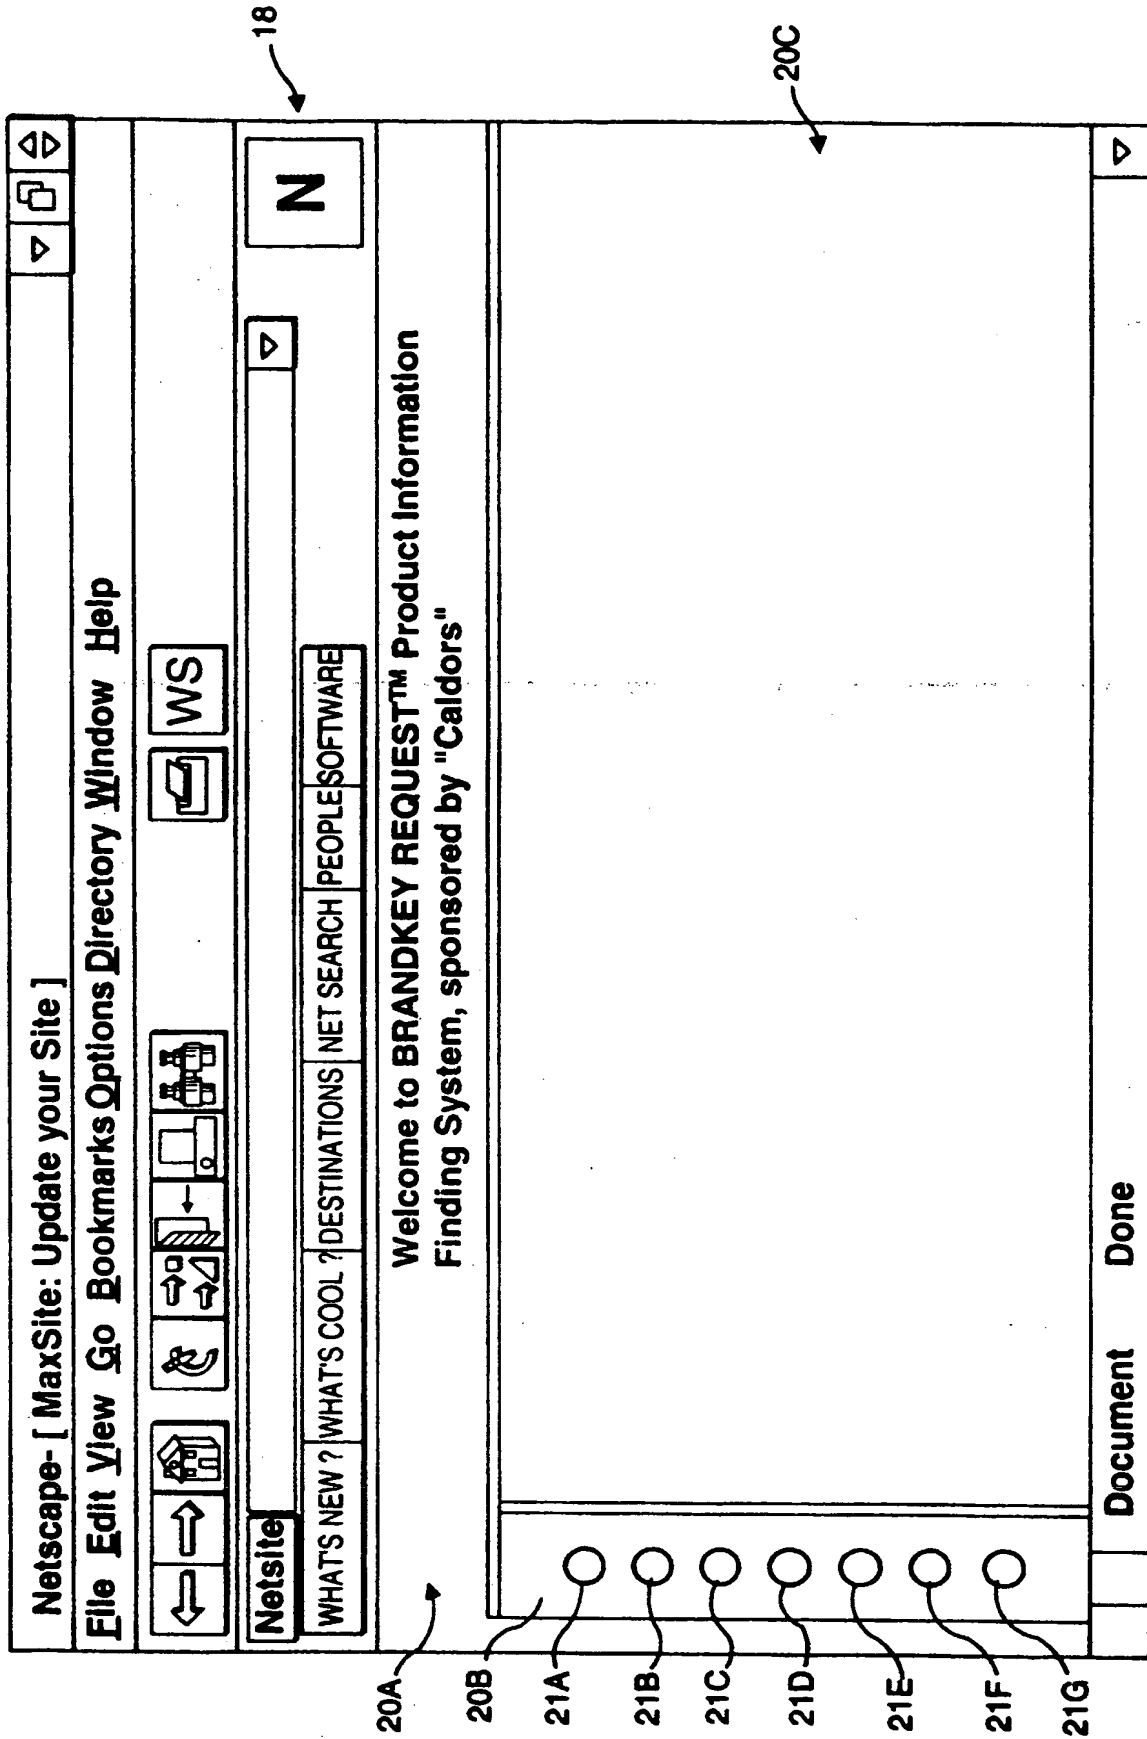 Netscape- [ MaxSite: Update your Site ]
File Edit View Go Bookmarks Options Directory Window Help
WS
Netsite
N
18
WHAT'S NEW ? WHAT'S COOL ? DESTINATIONS NET SEARCH PEOPLE SOFTWARE
Welcome to BRANDKEY REQUEST™ Product Information
Finding System, sponsored by "Caldors"
20A
20B
20C
21A
21B
21C
21D
21E
21F
21G
Document Done